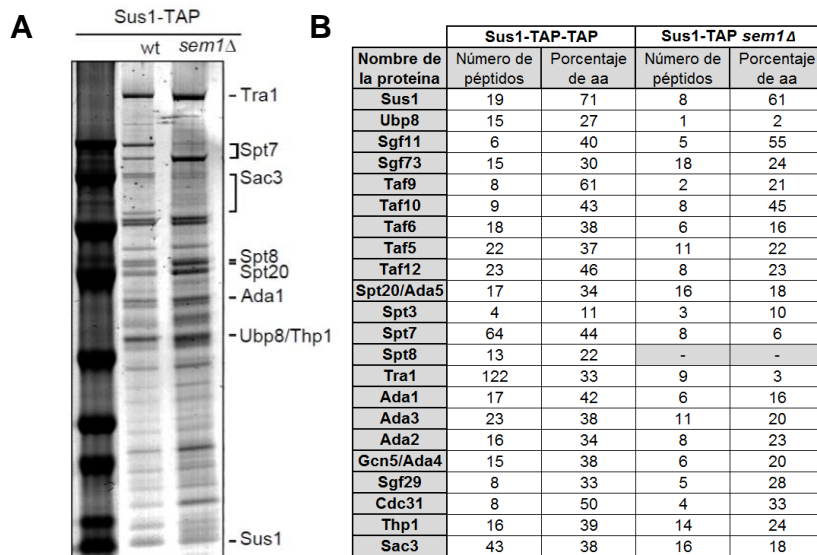 A
Sus1-TAP
wt sem1Δ
Tra1
Spt7
Sac3
Spt8
Spt20
Ada1
Ubp8/Thp1
Sus1
B
Sus1-TAP-TAP Sus1-TAP sem1Δ
Nombre de la proteína Número de péptidos Porcentaje de aa Número de péptidos Porcentaje de aa
Sus1 19 71 8 61
Ubp8 15 27 1 2
Sgf11 6 40 5 55
Sgf73 15 30 18 24
Taf9 8 61 2 21
Taf10 9 43 8 45
Taf6 18 38 6 16
Taf5 22 37 11 22
Taf12 23 46 8 23
Spt20/Ada5 17 34 16 18
Spt3 4 11 3 10
Spt7 64 44 8 6
Spt8 13 22 - -
Tra1 122 33 9 3
Ada1 17 42 6 16
Ada3 23 38 11 20
Ada2 16 34 8 23
Gcn5/Ada4 15 38 6 20
Sgf29 8 33 5 28
Cdc31 8 50 4 33
Thp1 16 39 14 24
Sac3 43 38 16 18